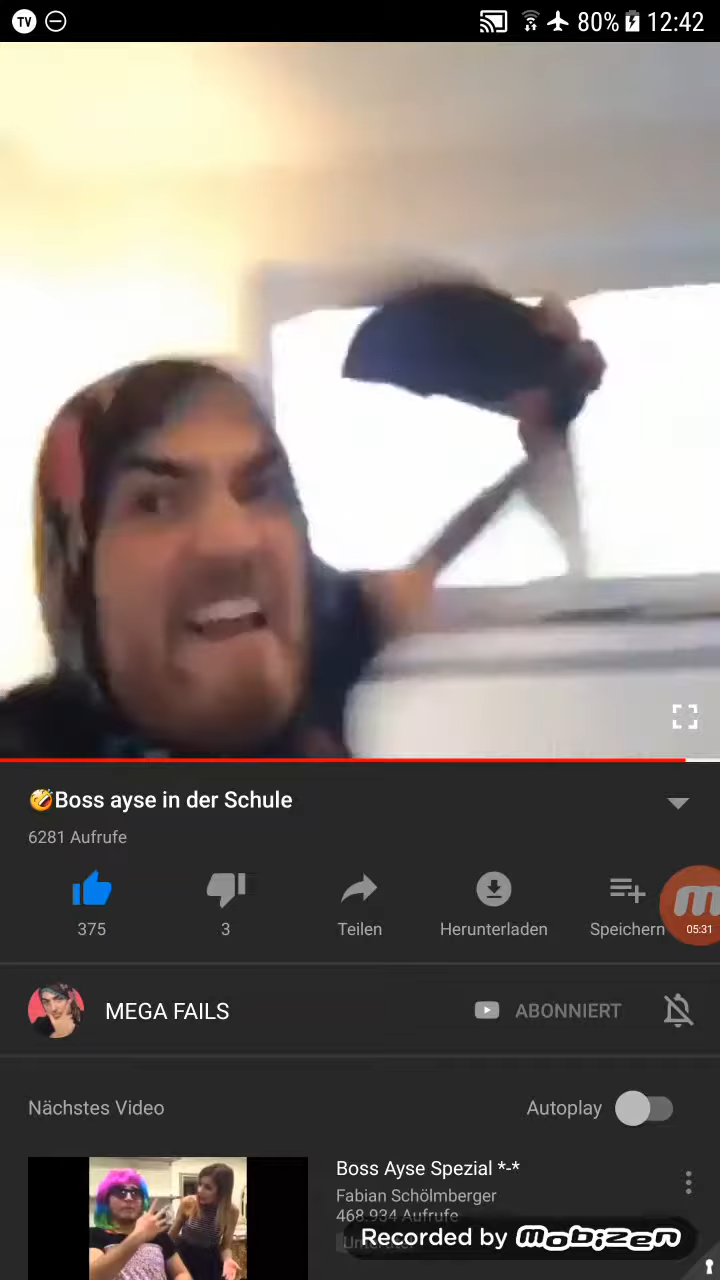 TV 80% 12:42
🤣Boss ayse in der Schule
6281 Aufrufe
375 3 Teilen Herunterladen Speichern
05:31
MEGA FAILS ABONNIERT
Nächstes Video Autoplay
Boss Ayse Spezial *-*
Fabian Schölmberger
468.934 Aufrufe
Untertitel
Recorded by mobizen